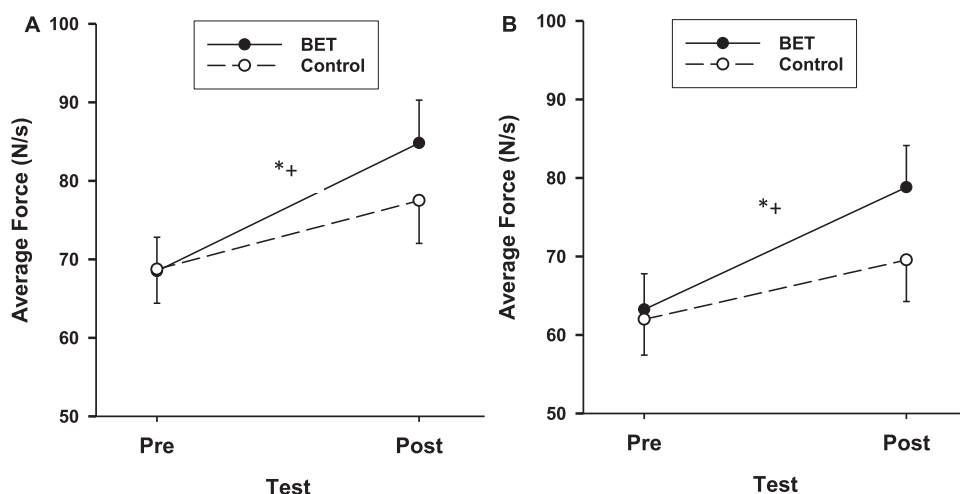 A
100
90
80
70
60
50
Average Force (N/s)
BET
Control
*+
Pre
Post
Test
B
100
90
80
70
60
50
Average Force (N/s)
BET
Control
*+
Pre
Post
Test